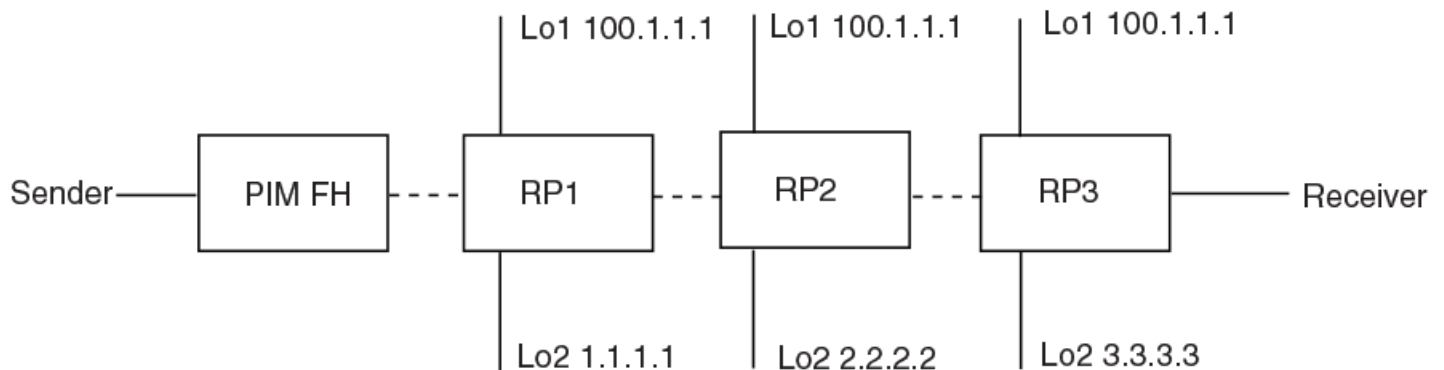 Lo1 100.1.1.1
Lo1 100.1.1.1
Lo1 100.1.1.1
Sender
PIM FH
RP1
RP2
RP3
Receiver
Lo2 1.1.1.1
Lo2 2.2.2.2
Lo2 3.3.3.3